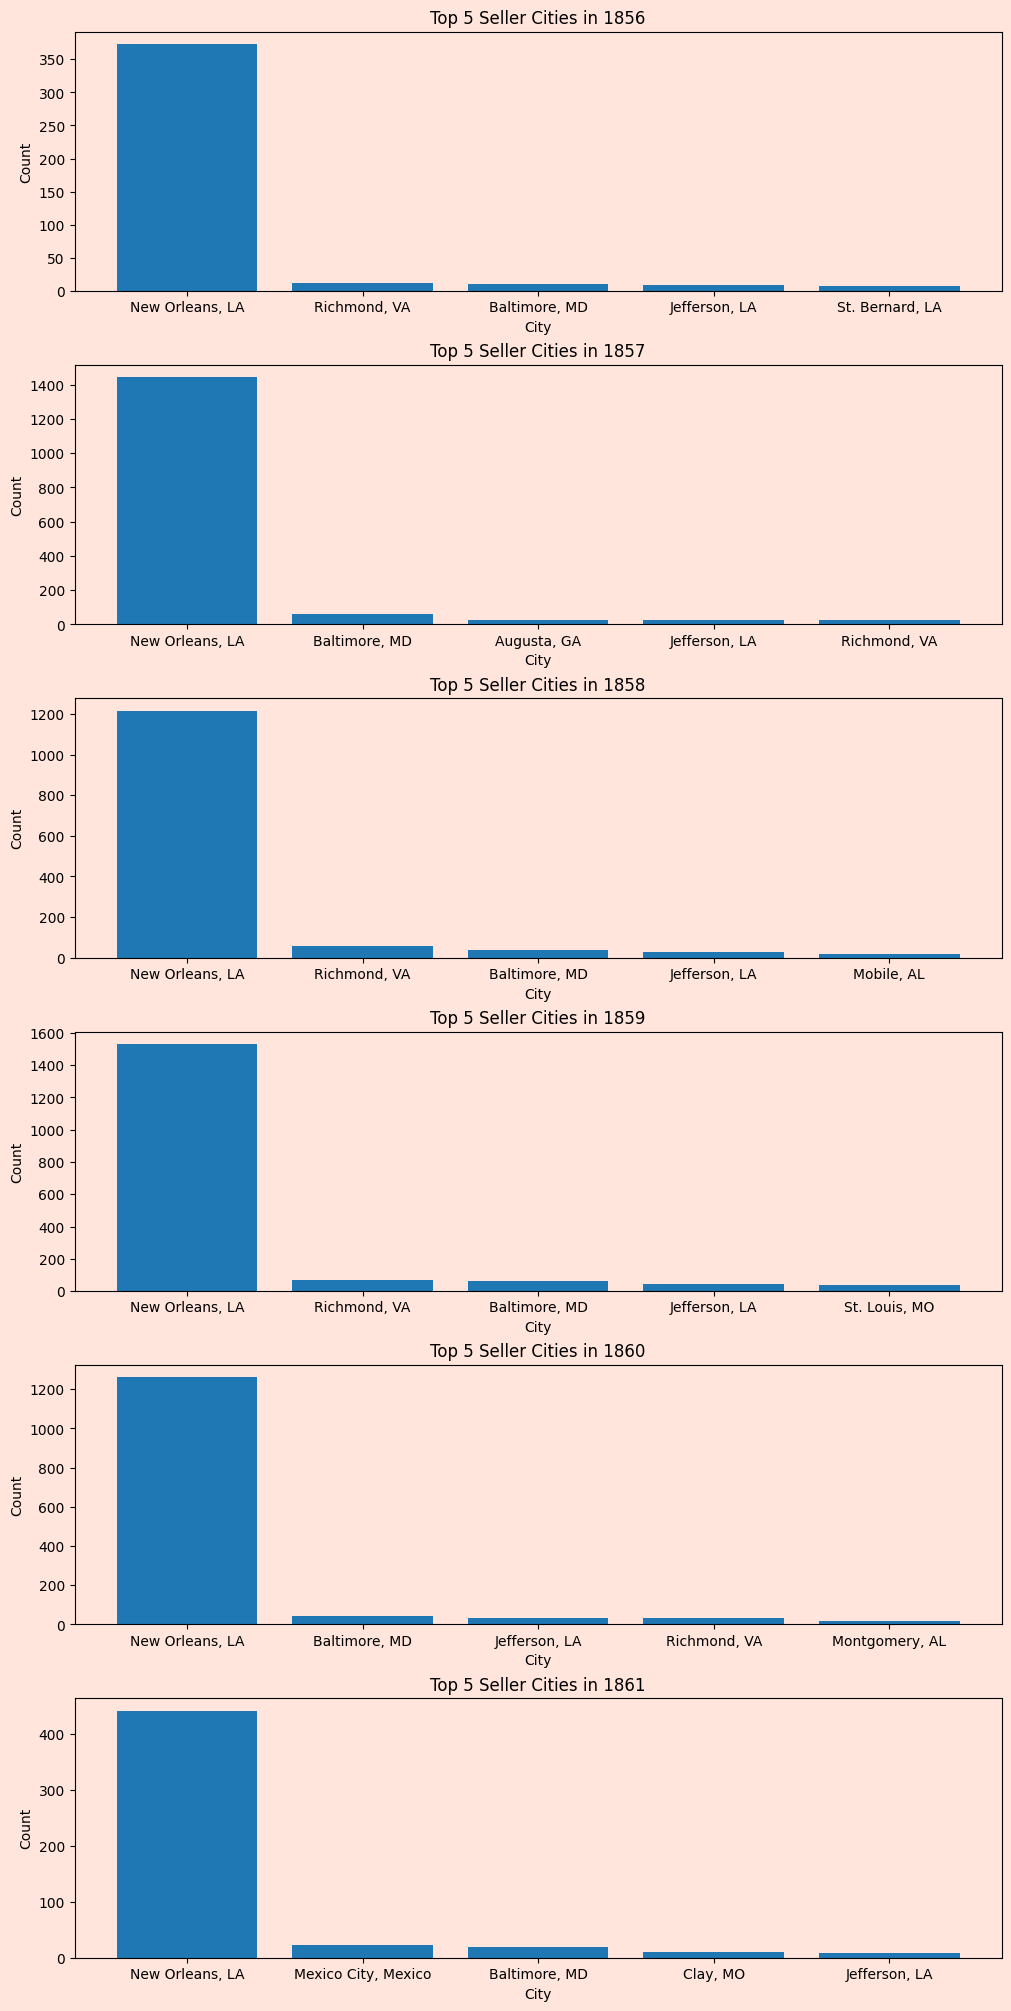 Top 5 Seller Cities in 1856
350
300
250
200
150
100
50
0
Count
New Orleans, LA
Richmond, VA
Baltimore, MD
Jefferson, LA
St. Bernard, LA
City
Top 5 Seller Cities in 1857
1400
1200
1000
800
600
400
200
0
Count
New Orleans, LA
Baltimore, MD
Augusta, GA
Jefferson, LA
Richmond, VA
City
Top 5 Seller Cities in 1858
1200
1000
800
600
400
200
0
Count
New Orleans, LA
Richmond, VA
Baltimore, MD
Jefferson, LA
Mobile, AL
City
Top 5 Seller Cities in 1859
1600
1400
1200
1000
800
600
400
200
0
Count
New Orleans, LA
Richmond, VA
Baltimore, MD
Jefferson, LA
St. Louis, MO
City
Top 5 Seller Cities in 1860
1200
1000
800
600
400
200
0
Count
New Orleans, LA
Baltimore, MD
Jefferson, LA
Richmond, VA
Montgomery, AL
City
Top 5 Seller Cities in 1861
400
300
200
100
0
Count
New Orleans, LA
Mexico City, Mexico
Baltimore, MD
Clay, MO
Jefferson, LA
City